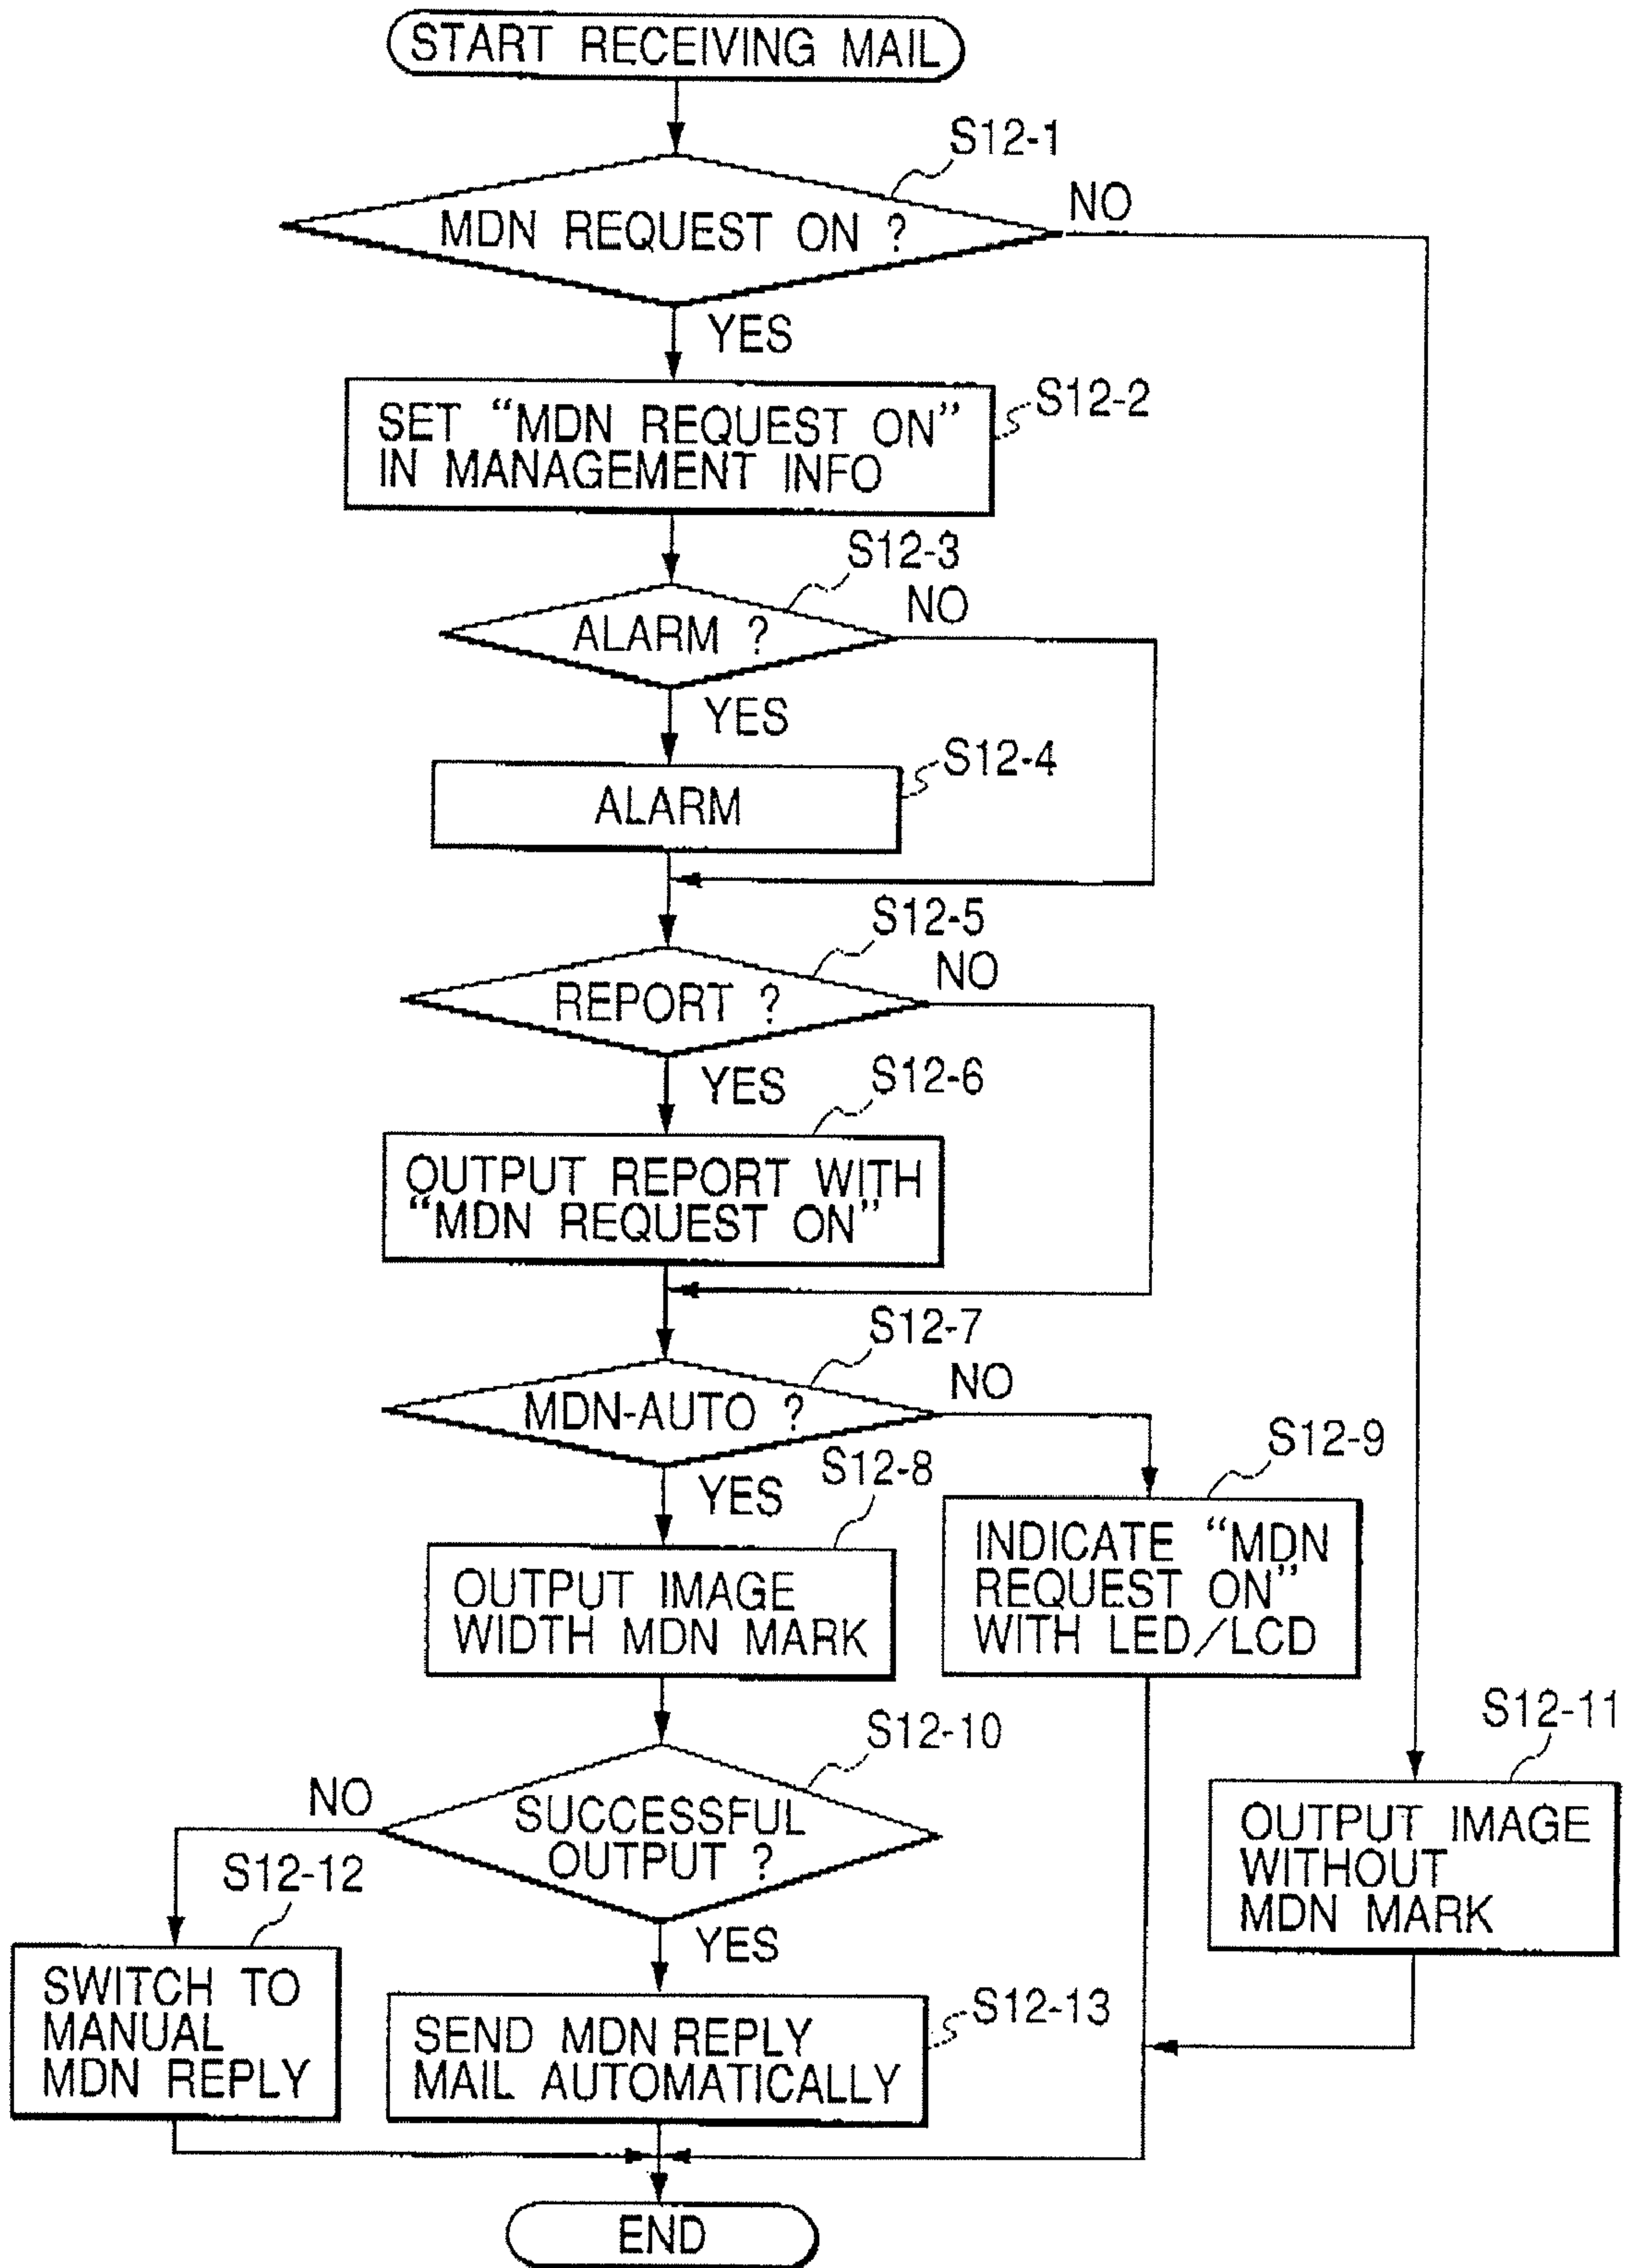 START RECEIVING MAIL
S12-1
MDN REQUEST ON ?
NO
YES
S12-2
SET “MDN REQUEST ON”
IN MANAGEMENT INFO
S12-3
ALARM ?
NO
YES
S12-4
ALARM
S12-5
REPORT ?
NO
YES
S12-6
OUTPUT REPORT WITH
“MDN REQUEST ON”
S12-7
MDN-AUTO ?
NO
YES
S12-8
OUTPUT IMAGE
WIDTH MDN MARK
S12-9
INDICATE “MDN
REQUEST ON”
WITH LED/LCD
S12-10
SUCCESSFUL
OUTPUT ?
NO
YES
S12-11
OUTPUT IMAGE
WITHOUT
MDN MARK
S12-12
SWITCH TO
MANUAL
MDN REPLY
S12-13
SEND MDN REPLY
MAIL AUTOMATICALLY
END